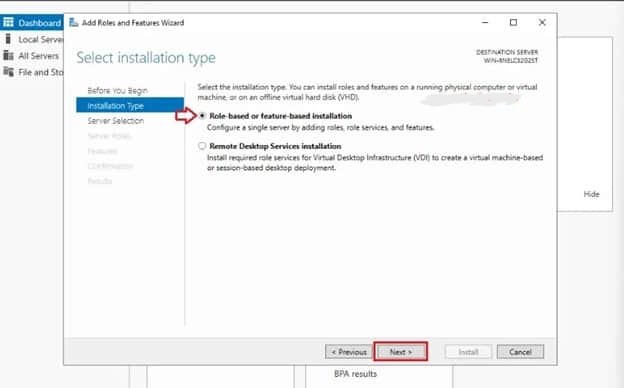 Dashboard
Local Serve
All Servers
File and Sto
Add Roles and Features Wizard
Select installation type
DESTINATION SERVER
Before You Begin
Installation Type
Server Selection
Server Roles
Features
Confirmation
Results
Select the installation type. You can install roles and features on a running physical computer or virtual
machine, or on an offline virtual hard disk (VHD).
Role-based or feature-based installation
Configure a single server by adding roles, role services, and features.
Remote Desktop Services installation
Install required role services for Virtual Desktop Infrastructure (VDI) to create a virtual machine-based
or session-based desktop deployment.
Hide
< Previous
Next >
Install
Cancel
BPA results